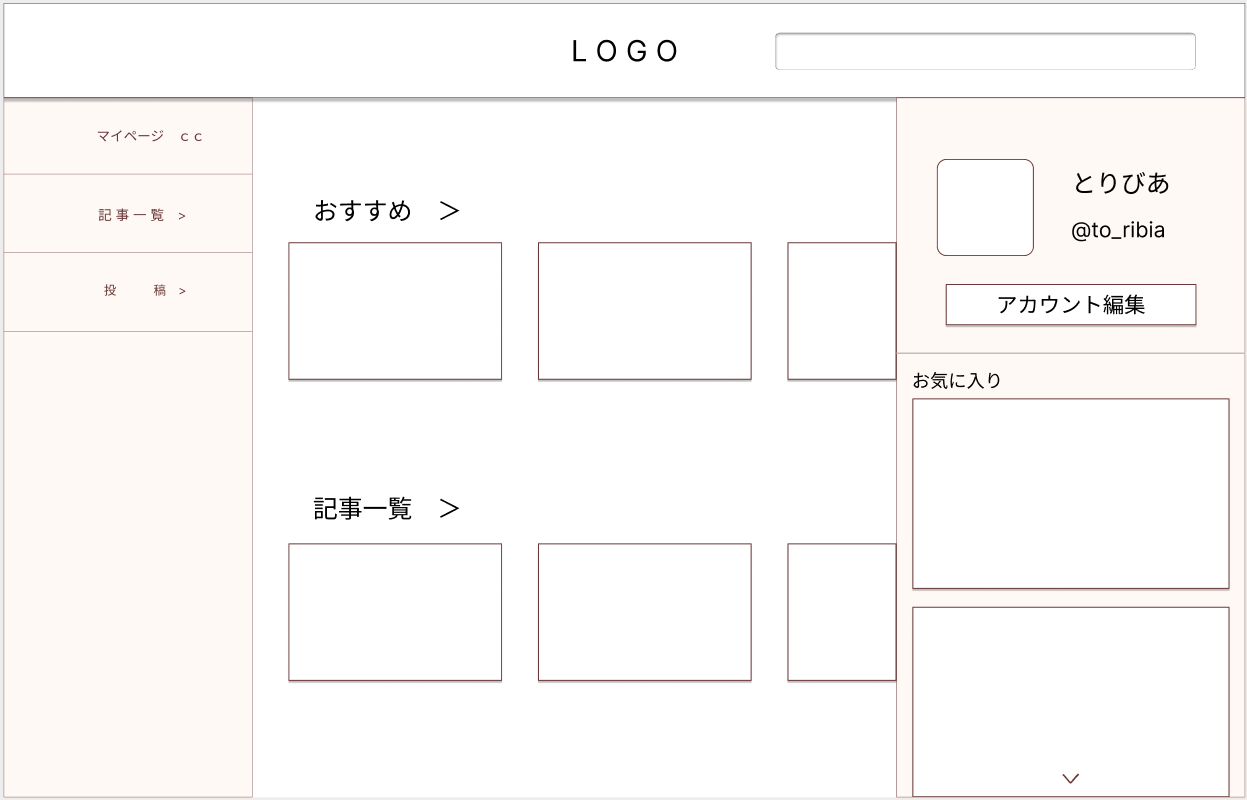 LOGO
マイページ　ｃｃ
記事一覧　>
投　　稿　>
おすすめ　＞
記事一覧　＞
とりびあ
@to_ribia
アカウント編集
お気に入り